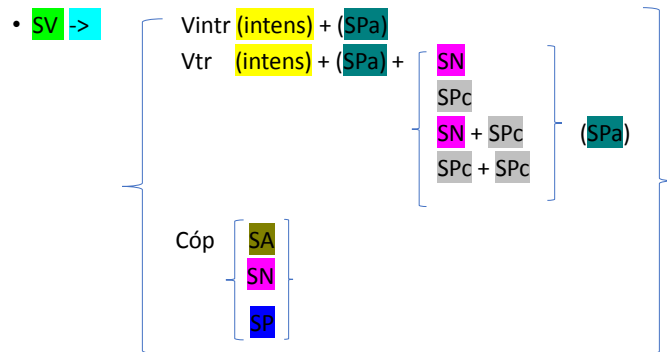 • SV -> Vintr (intens) + (SPa)
Vtr (intens) + (SPa) + SN
SPc
SN + SPc (SPa)
SPc + SPc
Cóp SA
SN
SP